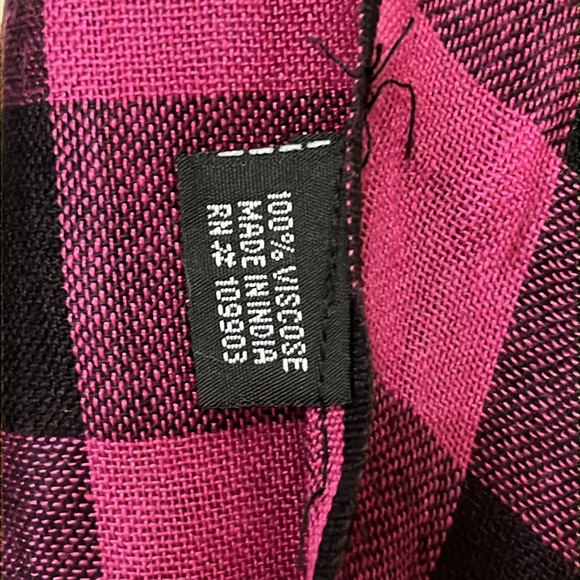 100% VISCOSE
MADE IN INDIA
RN # 109903